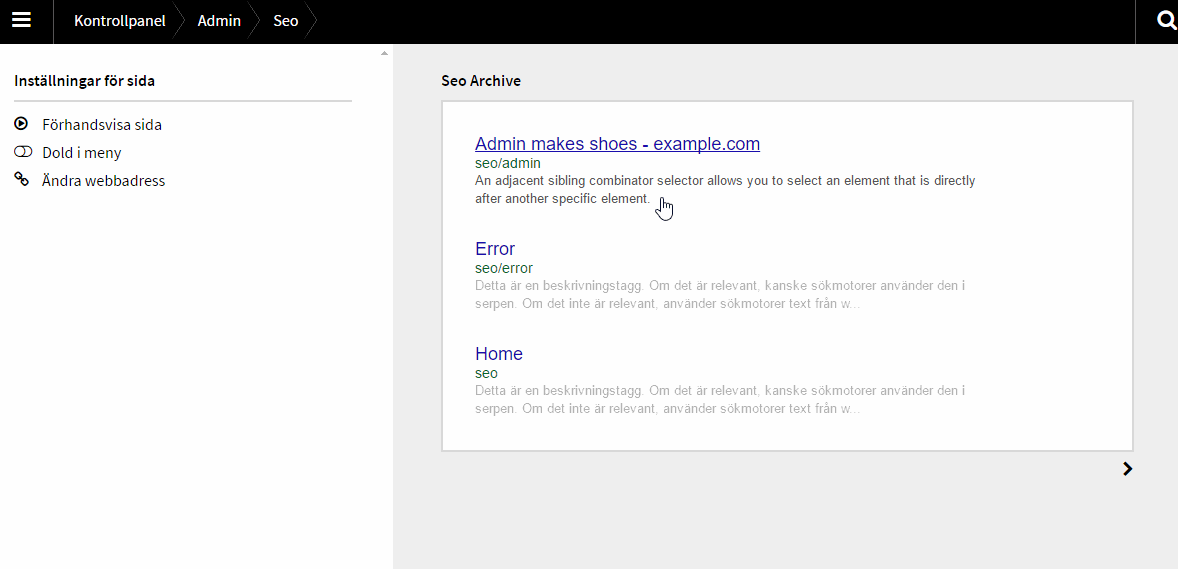 Kontrollpanel Admin Seo
Inställningar för sida
Förhandsvisa sida
Dold i meny
Ändra webbadress
Seo Archive
Admin makes shoes - example.com
seo/admin
An adjacent sibling combinator selector allows you to select an element that is directly
after another specific element.
Error
seo/error
Detta är en beskrivningstagg. Om det är relevant, kanske sökmotorer använder den i
serpen. Om det inte är relevant, använder sökmotorer text från w...
Home
seo
Detta är en beskrivningstagg. Om det är relevant, kanske sökmotorer använder den i
serpen. Om det inte är relevant, använder sökmotorer text från w...